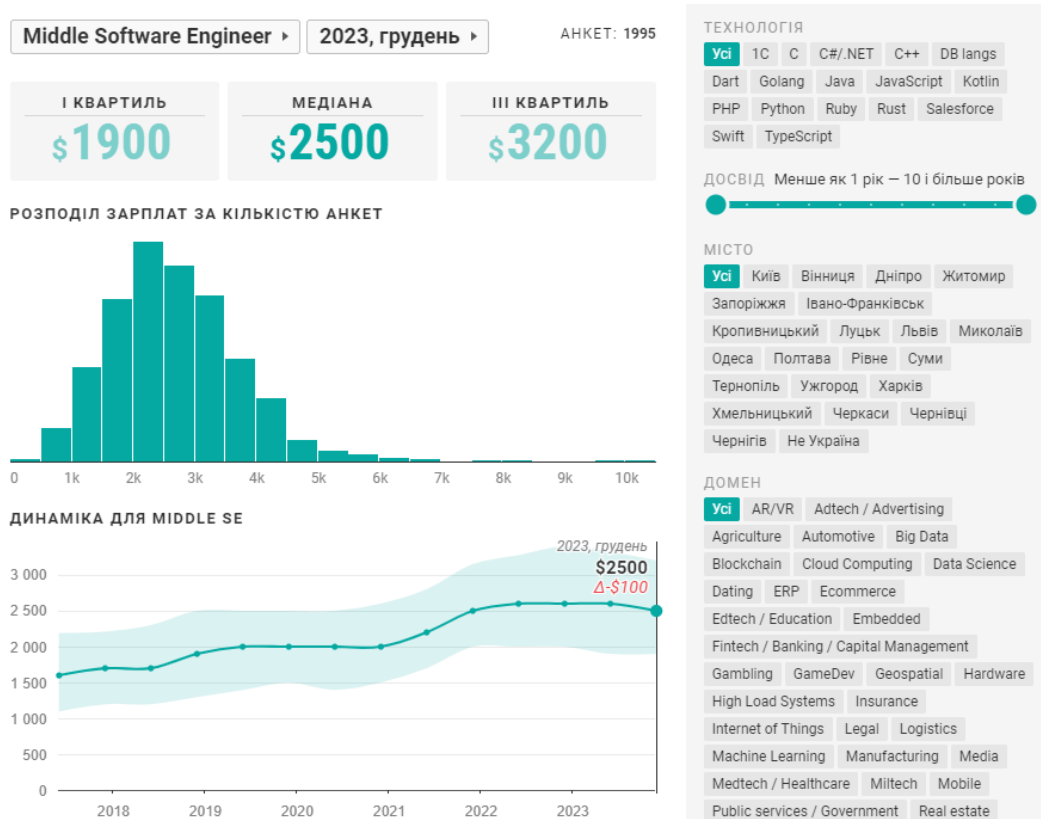 Middle Software Engineer ▸ 2023, грудень ▸ АНКЕТ: 1995
І КВАРТИЛЬ МЕДІАНА ІІІ КВАРТИЛЬ
$1900 $2500 $3200
РОЗПОДІЛ ЗАРПЛАТ ЗА КІЛЬКІСТЮ АНКЕТ
0 1k 2k 3k 4k 5k 6k 7k 8k 9k 10k
ДИНАМІКА ДЛЯ MIDDLE SE
2023, грудень
$2500
Δ-$100
3 000
2 500
2 000
1 500
1 000
500
0
2018 2019 2020 2021 2022 2023
ТЕХНОЛОГІЯ
Усі 1C C C#/.NET C++ DB langs
Dart Golang Java JavaScript Kotlin
PHP Python Ruby Rust Salesforce
Swift TypeScript
ДОСВІД Менше як 1 рік — 10 і більше років
МІСТО
Усі Київ Вінниця Дніпро Житомир
Запоріжжя Івано-Франківськ
Кропивницький Луцьк Львів Миколаїв
Одеса Полтава Рівне Суми
Тернопіль Ужгород Харків
Хмельницький Черкаси Чернівці
Чернігів Не Україна
ДОМЕН
Усі AR/VR Adtech / Advertising
Agriculture Automotive Big Data
Blockchain Cloud Computing Data Science
Dating ERP Ecommerce
Edtech / Education Embedded
Fintech / Banking / Capital Management
Gambling GameDev Geospatial Hardware
High Load Systems Insurance
Internet of Things Legal Logistics
Machine Learning Manufacturing Media
Medtech / Healthcare Miltech Mobile
Public services / Government Real estate